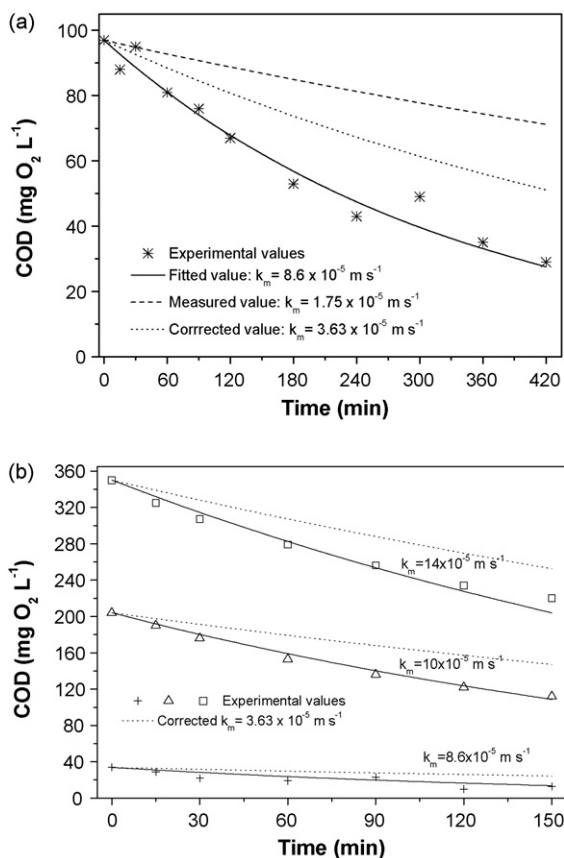 (a)
100
80
60
40
20
0
COD (mg O₂ L⁻¹)
Experimental values
Fitted value: kₘ= 8.6 x 10⁻⁵ m s⁻¹
Measured value: kₘ= 1.75 x 10⁻⁵ m s⁻¹
Corrrected value: kₘ= 3.63 x 10⁻⁵ m s⁻¹
0 60 120 180 240 300 360 420
Time (min)
(b)
360
320
280
240
200
160
120
80
40
0
COD (mg O₂ L⁻¹)
kₘ=14x10⁻⁵ m s⁻¹
kₘ=10x10⁻⁵ m s⁻¹
Experimental values
Corrected kₘ= 3.63 x 10⁻⁵ m s⁻¹
kₘ=8.6x10⁻⁵ m s⁻¹
0 30 60 90 120 150
Time (min)